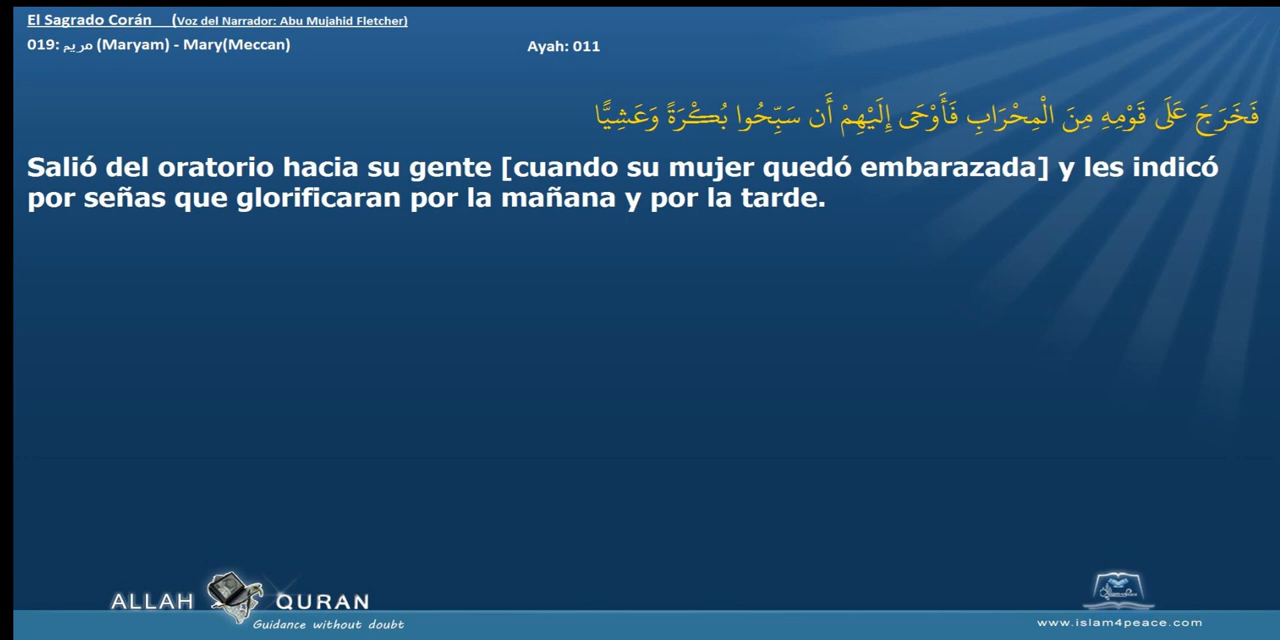 El Sagrado Corán (Voz del Narrador: Abu Mujahid Fletcher)
019: مريم (Maryam) - Mary(Meccan)
Ayah: 011
فَخَرَجَ عَلَى قَوْمِهِ مِنَ الْمِحْرَابِ فَأَوْحَى إِلَيْهِمْ أَن سَبِّحُوا بُكْرَةً وَعَشِيًّا
Salió del oratorio hacia su gente [cuando su mujer quedó embarazada] y les indicó
por señas que glorificaran por la mañana y por la tarde.
ALLAH QURAN
Guidance without doubt
www.islam4peace.com